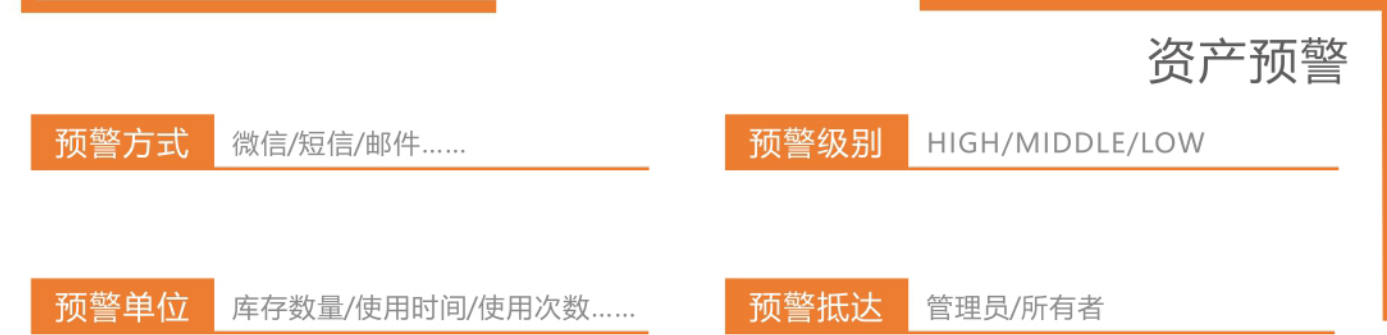 资产预警
预警方式 微信/短信/邮件……
预警级别 HIGH/MIDDLE/LOW
预警单位 库存数量/使用时间/使用次数……
预警抵达 管理员/所有者